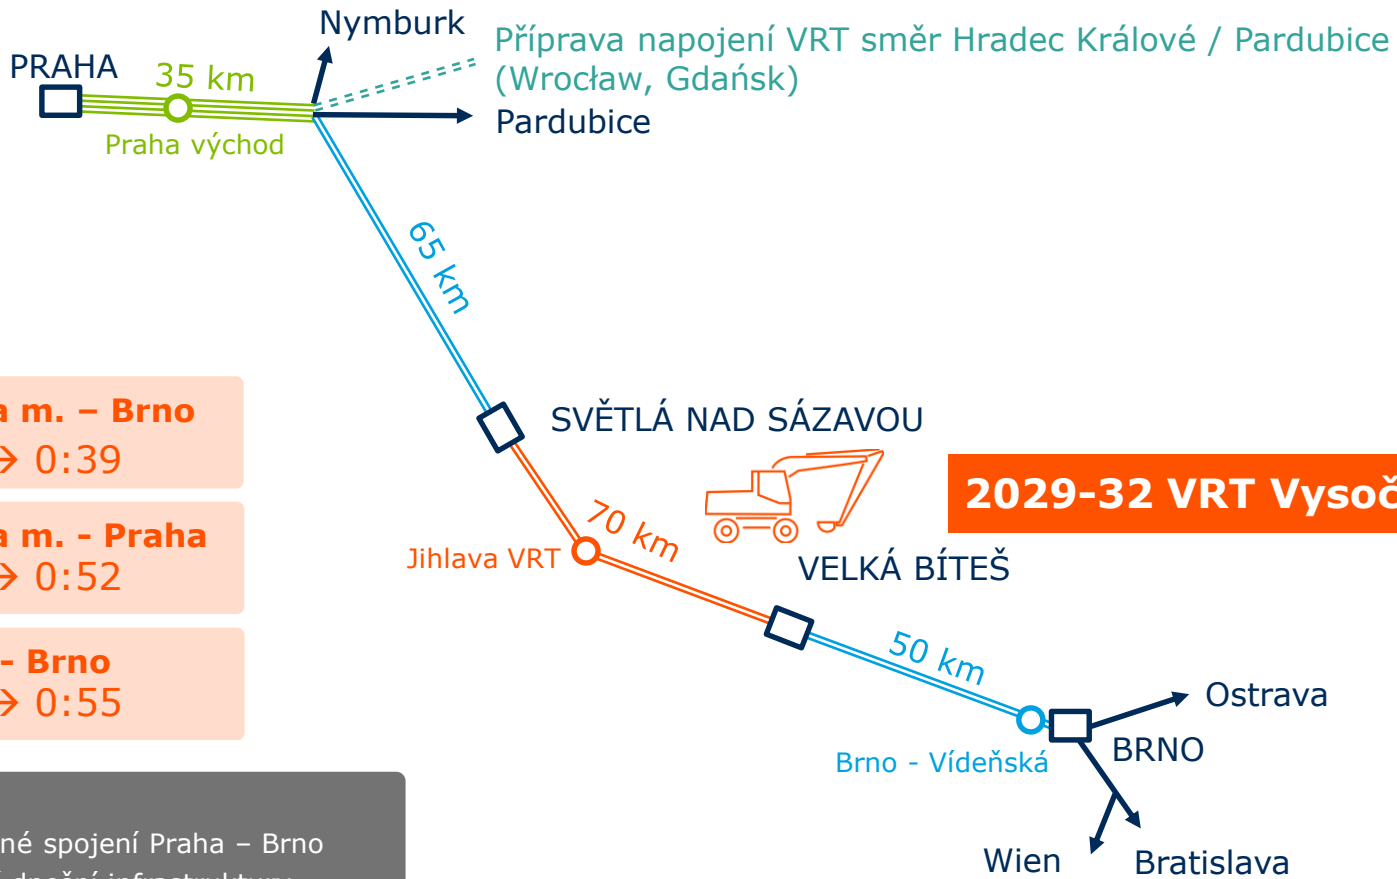 Nymburk
PRAHA
35 km
Příprava napojení VRT směr Hradec Králové / Pardubice
(Wrocław, Gdańsk)
Pardubice
Praha východ
65 km
m. – Brno
→ 0:39
SVĚTLÁ NAD SÁZAVOU
2029-32 VRT
70 km
m. - Praha
→ 0:52
Jihlava VRT
VELKÁ BÍTEŠ
- Brno
→ 0:55
50 km
Ostrava
BRNO
Brno - Vídeňská
spojení Praha – Brno
Wien
Bratislava